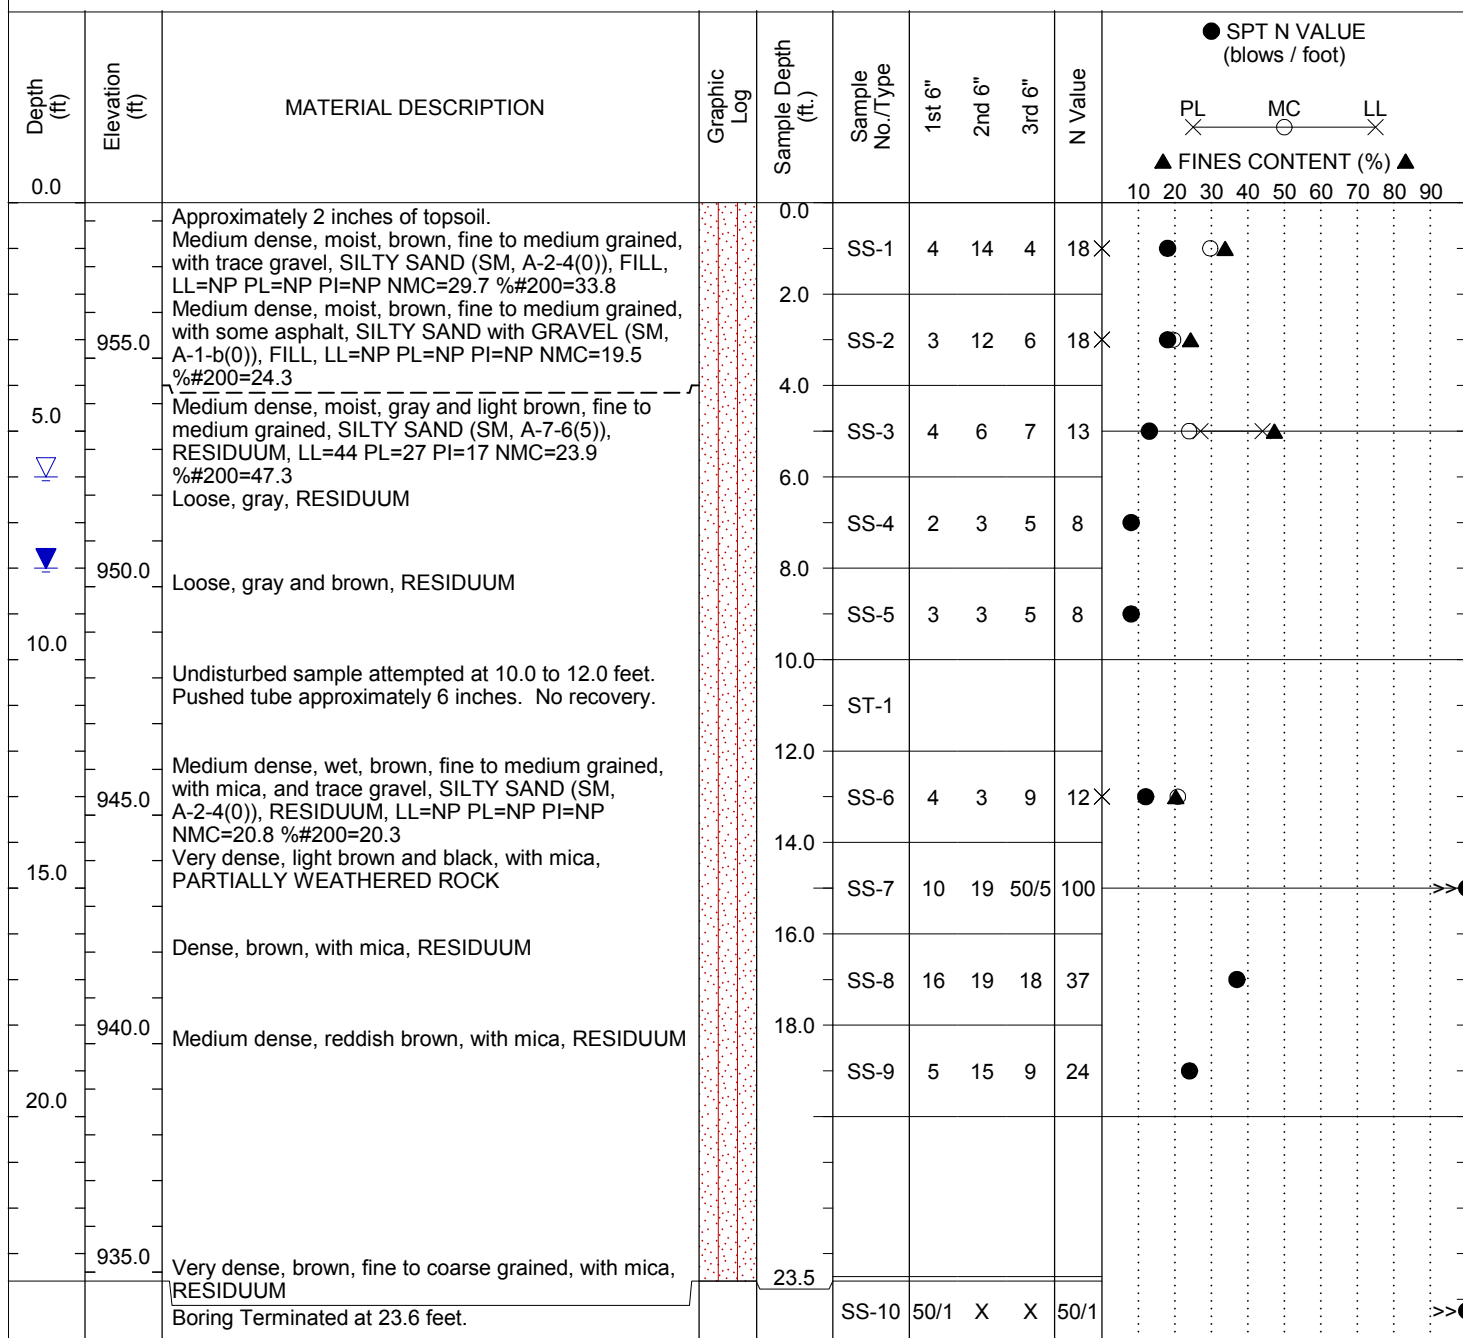 Depth (ft)
Elevation (ft)
MATERIAL DESCRIPTION
Graphic Log
Sample Depth (ft.)
Sample No./Type
1st 6"
2nd 6"
3rd 6"
N Value
SPT N VALUE
(blows / foot)
PL MC LL
FINES CONTENT (%)
10 20 30 40 50 60 70 80 90
0.0
0.0
Approximately 2 inches of topsoil.
Medium dense, moist, brown, fine to medium grained,
with trace gravel, SILTY SAND (SM, A-2-4(0)), FILL,
LL=NP PL=NP PI=NP NMC=29.7 %#200=33.8
SS-1 4 14 4 18
2.0
Medium dense, moist, brown, fine to medium grained,
with some asphalt, SILTY SAND with GRAVEL (SM,
A-1-b(0)), FILL, LL=NP PL=NP PI=NP NMC=19.5
%#200=24.3
955.0
SS-2 3 12 6 18
4.0
5.0
Medium dense, moist, gray and light brown, fine to
medium grained, SILTY SAND (SM, A-7-6(5)),
RESIDUUM, LL=44 PL=27 PI=17 NMC=23.9
%#200=47.3
SS-3 4 6 7 13
6.0
Loose, gray, RESIDUUM
SS-4 2 3 5 8
8.0
950.0
Loose, gray and brown, RESIDUUM
SS-5 3 3 5 8
10.0
10.0
Undisturbed sample attempted at 10.0 to 12.0 feet.
Pushed tube approximately 6 inches. No recovery.
ST-1
12.0
Medium dense, wet, brown, fine to medium grained,
with mica, and trace gravel, SILTY SAND (SM,
A-2-4(0)), RESIDUUM, LL=NP PL=NP PI=NP
NMC=20.8 %#200=20.3
945.0
SS-6 4 3 9 12
14.0
15.0
Very dense, light brown and black, with mica,
PARTIALLY WEATHERED ROCK
SS-7 10 19 50/5 100 >>
16.0
Dense, brown, with mica, RESIDUUM
SS-8 16 19 18 37
18.0
940.0
Medium dense, reddish brown, with mica, RESIDUUM
SS-9 5 15 9 24
20.0
935.0
Very dense, brown, fine to coarse grained, with mica,
RESIDUUM
23.5
Boring Terminated at 23.6 feet.
SS-10 50/1 X X 50/1 >>